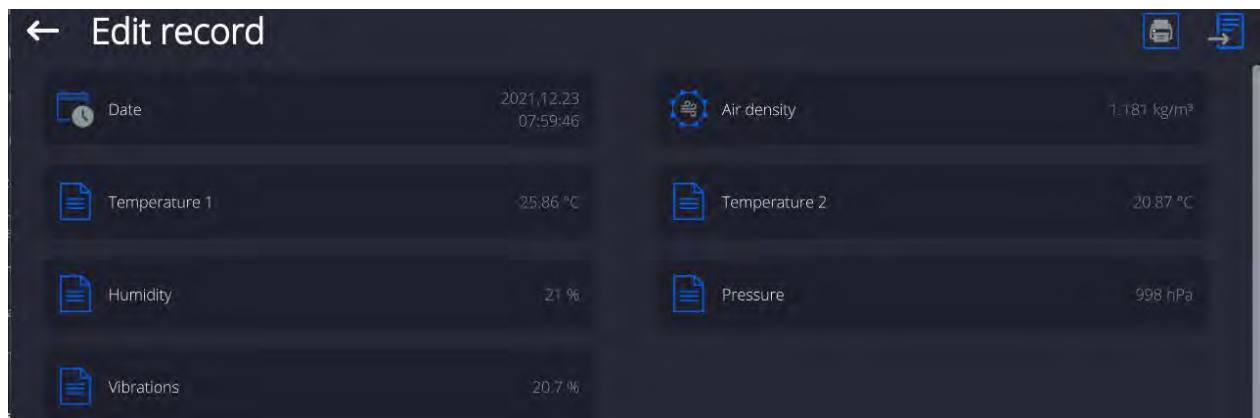 Edit record
Date
2021.12.23
07:59:46
Air density
1.181 kg/m³
Temperature 1
25.86 °C
Temperature 2
20.87 °C
Humidity
21 %
Pressure
998 hPa
Vibrations
20.7 %